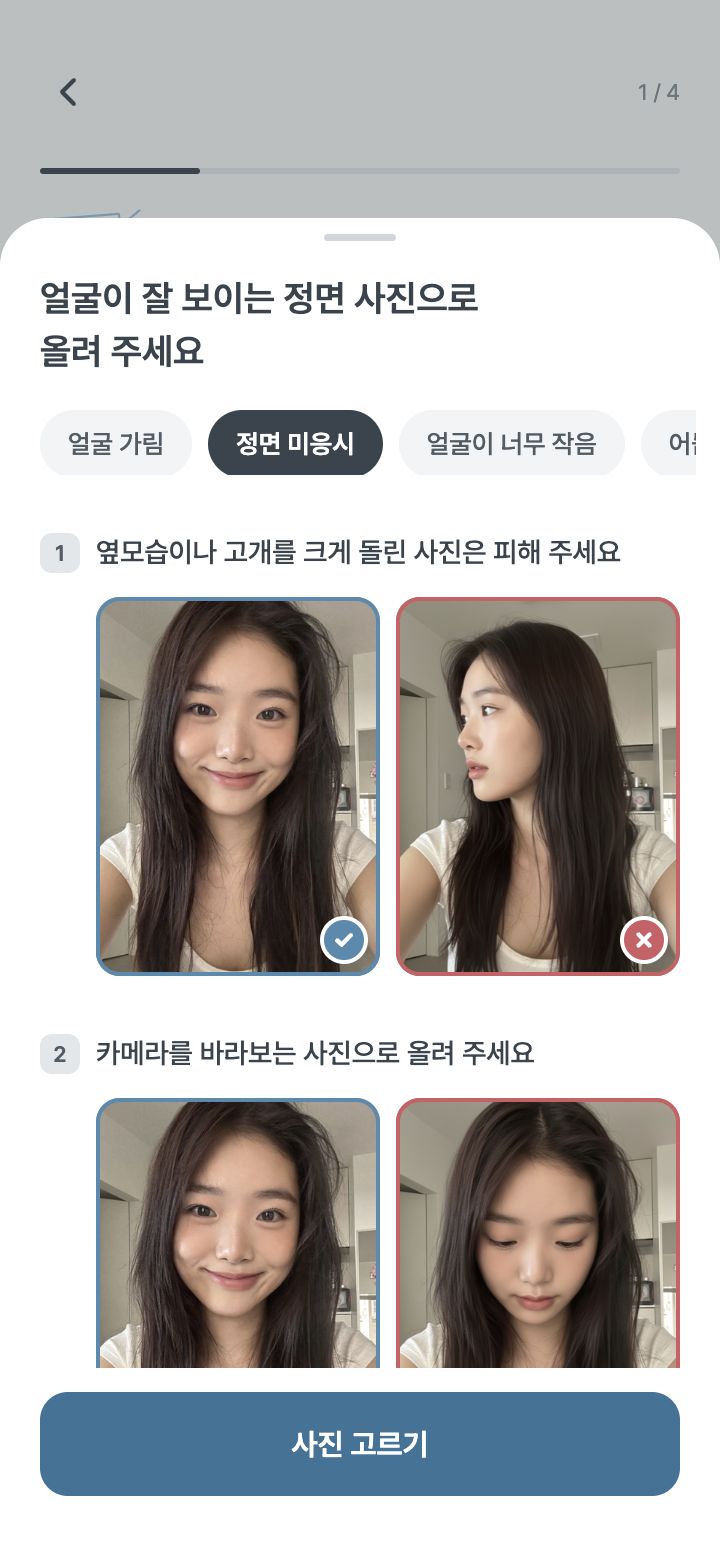 1 / 4
얼굴이 잘 보이는 정면 사진으로
올려 주세요
얼굴 가림
정면 미응시
얼굴이 너무 작음
1 옆모습이나 고개를 크게 돌린 사진은 피해 주세요
2 카메라를 바라보는 사진으로 올려 주세요
사진 고르기